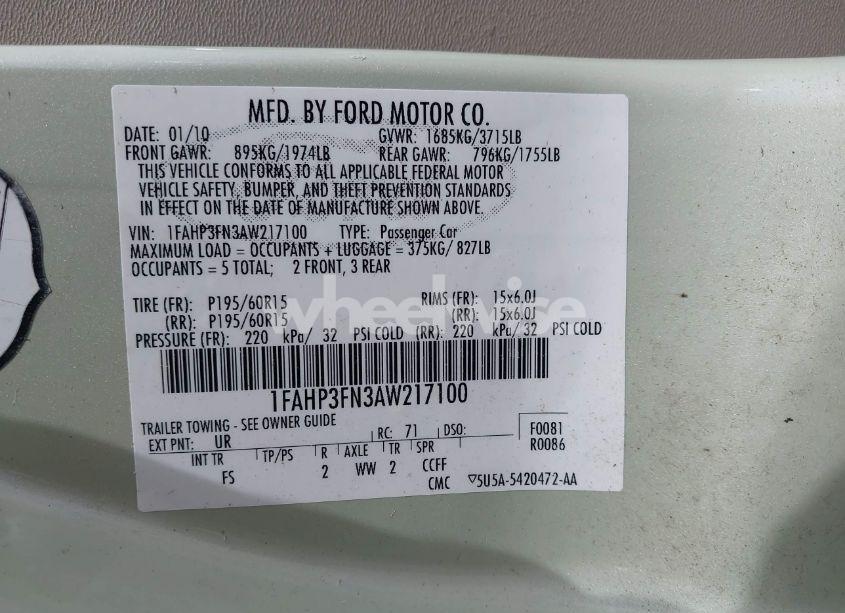 MFD. BY FORD MOTOR CO.
DATE: 01/10 GVWR: 1685KG/3715LB
FRONT GAWR: 895KG/1974LB REAR GAWR: 796KG/1755LB
THIS VEHICLE CONFORMS TO ALL APPLICABLE FEDERAL MOTOR
VEHICLE SAFETY, BUMPER, AND THEFT PREVENTION STANDARDS
IN EFFECT ON THE DATE OF MANUFACTURE SHOWN ABOVE.
VIN: 1FAHP3FN3AW217100 TYPE: Passenger Car
MAXIMUM LOAD = OCCUPANTS + LUGGAGE = 375KG/ 827LB
OCCUPANTS = 5 TOTAL; 2 FRONT, 3 REAR
TIRE (FR): P195/60R15 RIMS (FR): 15x6.0J
(RR): P195/60R15 (RR): 15x6.0J
wheelwise
PRESSURE (FR): 220 kPa/ 32 PSI COLD (RR): 220 kPa/ 32 PSI COLD
1FAHP3FN3AW217100
TRAILER TOWING - SEE OWNER GUIDE F0081
EXT PNT: UR RC: 71 DSO: R0086
INT TR TP/PS R AXLE TR SPR
FS 2 WW 2 CCFF
CMC ▽5U5A-5420472-AA